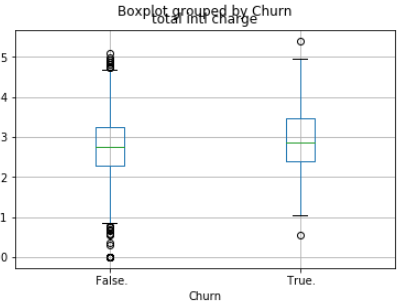 Boxplot grouped by Churn
total intl charge
5
4
3
2
1
0
False.
True.
Churn